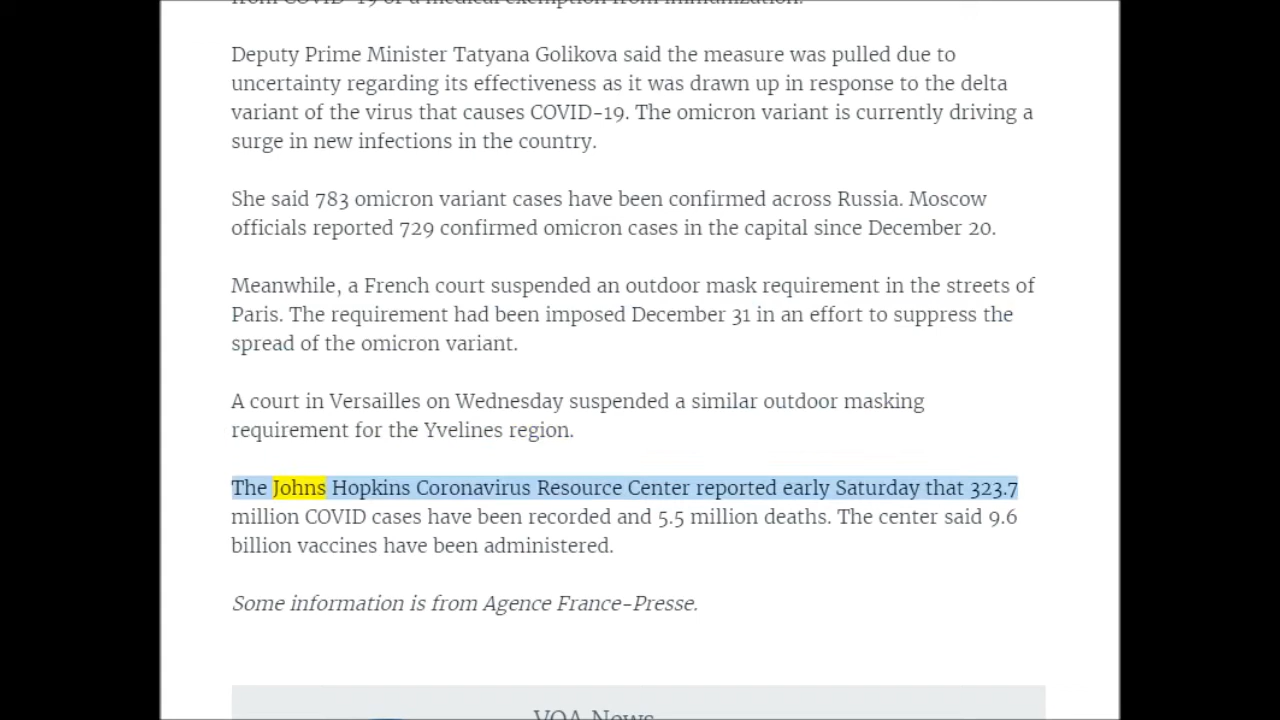 from COVID-19 or a medical exemption from immunization.
Deputy Prime Minister Tatyana Golikova said the measure was pulled due to
uncertainty regarding its effectiveness as it was drawn up in response to the delta
variant of the virus that causes COVID-19. The omicron variant is currently driving a
surge in new infections in the country.
She said 783 omicron variant cases have been confirmed across Russia. Moscow
officials reported 729 confirmed omicron cases in the capital since December 20.
Meanwhile, a French court suspended an outdoor mask requirement in the streets of
Paris. The requirement had been imposed December 31 in an effort to suppress the
spread of the omicron variant.
A court in Versailles on Wednesday suspended a similar outdoor masking
requirement for the Yvelines region.
The Johns Hopkins Coronavirus Resource Center reported early Saturday that 323.7
million COVID cases have been recorded and 5.5 million deaths. The center said 9.6
billion vaccines have been administered.
Some information is from Agence France-Presse.
VOA News